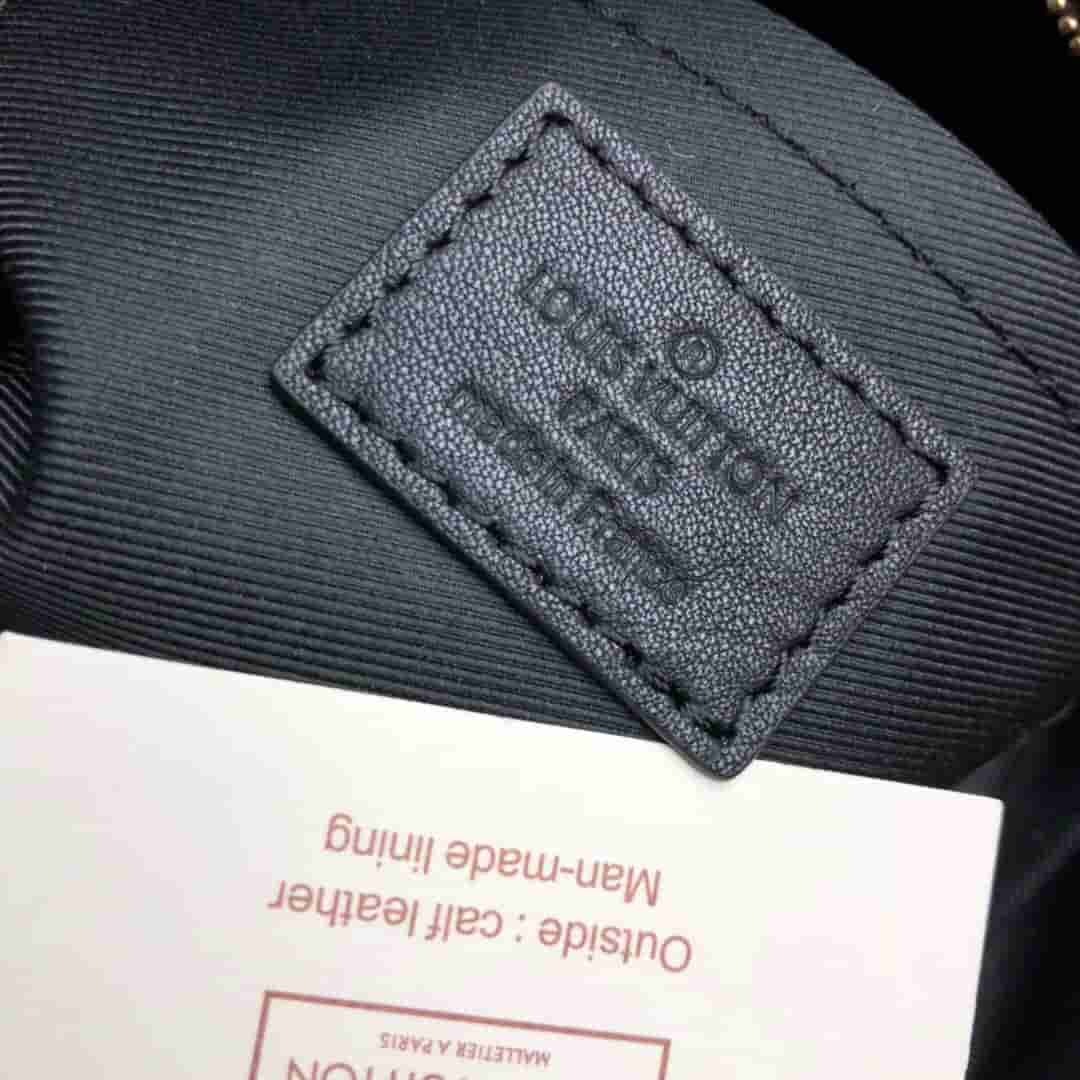 LOUIS VUITTON
PARIS
made in France
MALLETIER A PARIS
Outside : calf leather
Man-made lining